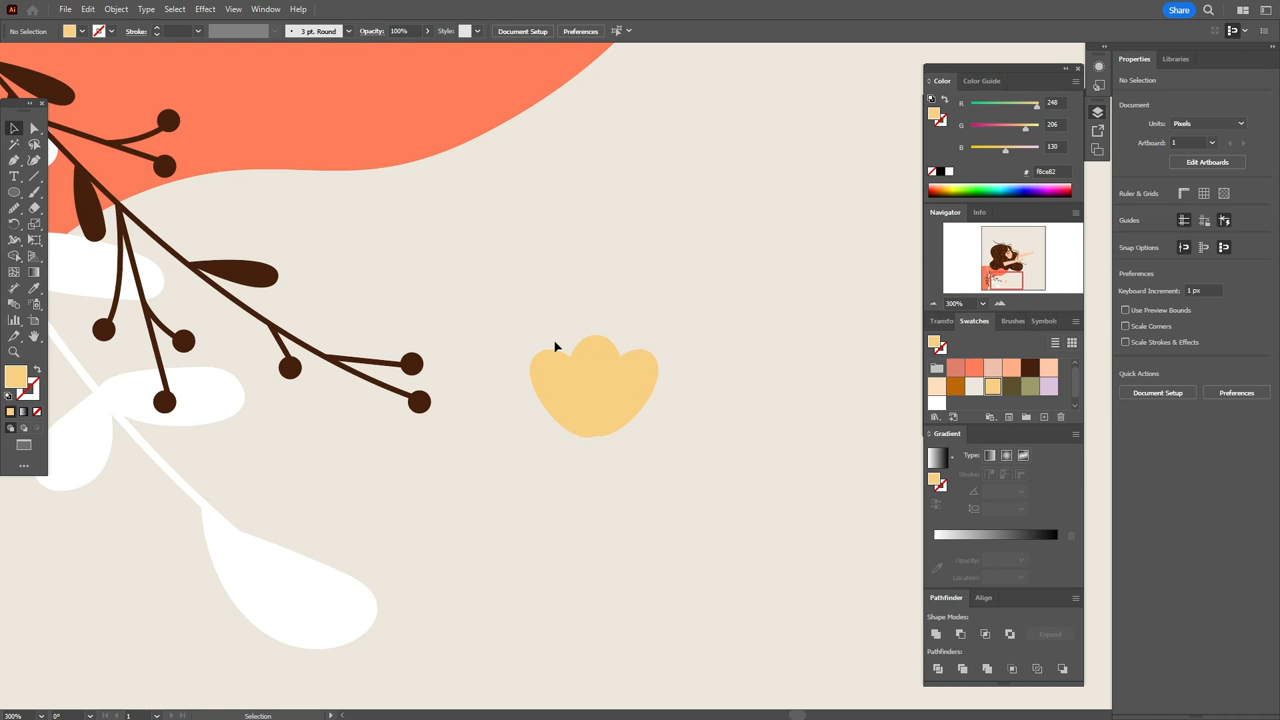 Ai File Edit Object Type Select Effect View Window Help Share
No Selection Stroke: 3 pt. Round Opacity: 100% Style: Document Setup Preferences
Color Color Guide
R 248
G 206
B 130
# f8ce82
Navigator Info
300%
Transfo Swatches Brushes Symbols
Gradient
Type:
Stroke:
Opacity:
Location:
Pathfinder Align
Shape Modes:
Expand
Pathfinders:
Properties Libraries
No Selection
Document
Units: Pixels
Artboard: 1
Edit Artboards
Ruler & Grids
Guides
Snap Options
Preferences
Keyboard Increment: 1 px
Use Preview Bounds
Scale Corners
Scale Strokes & Effects
Quick Actions
Document Setup Preferences
300% 0° 1 Selection